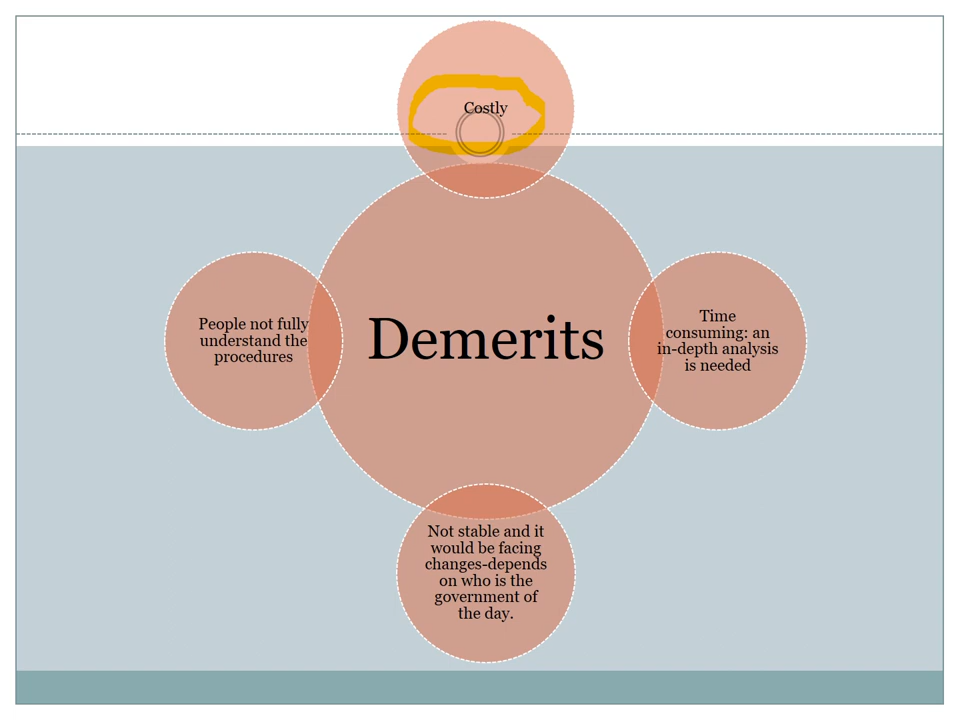 Costly
People not fully
understand the
procedures
Demerits
Time
consuming: an
in-depth analysis
is needed
Not stable and it
would be facing
changes-depends
on who is the
government of
the day.